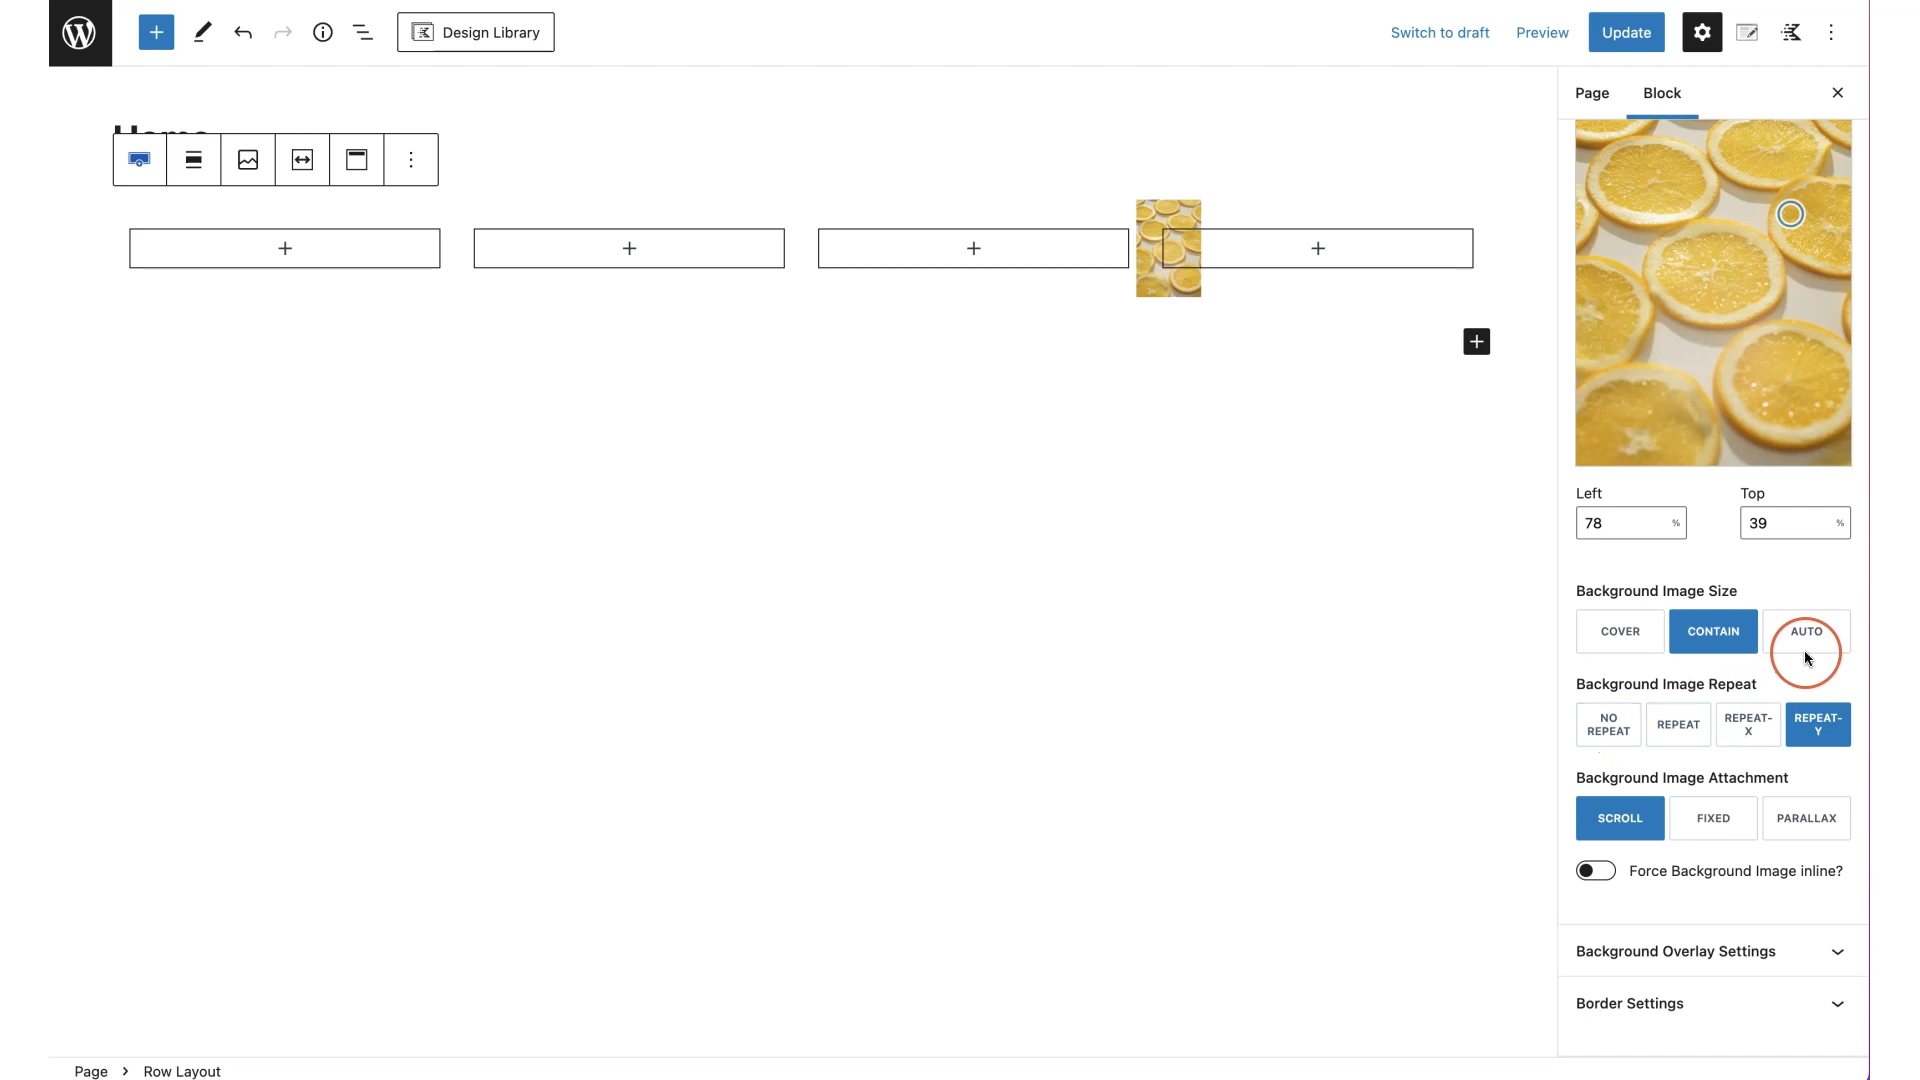 Design Library
Switch to draft
Preview
Update
Page
Block
Home
Left
Top
78 %
39 %
Background Image Size
COVER
CONTAIN
AUTO
Background Image Repeat
NO
REPEAT
REPEAT
REPEAT-
X
REPEAT-
Y
Background Image Attachment
SCROLL
FIXED
PARALLAX
Force Background Image inline?
Background Overlay Settings
Border Settings
Page
Row Layout